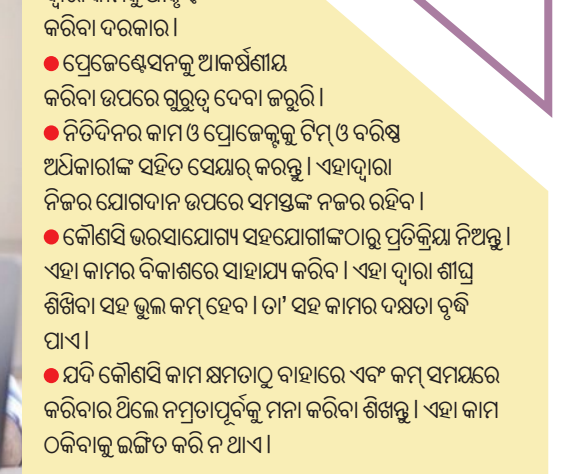 କରିବା ଦରକାର ।
● ପ୍ରେଜେଣ୍ଟେସନକୁ ଆକର୍ଷଣୀୟ
କରିବା ଉପରେ ଗୁରୁତ୍ୱ ଦେବା ଜରୁରି ।
● ନିତିଦିନର କାମ ଓ ପ୍ରୋଜେକ୍ଟକୁ ଟିମ୍ ଓ ବରିଷ୍ଠ
ଅଧିକାରୀଙ୍କ ସହିତ ସେୟାର୍ କରନ୍ତୁ । ଏହାଦ୍ୱାରା
ନିଜର ଯୋଗଦାନ ଉପରେ ସମସ୍ତଙ୍କ ନଜର ରହିବ ।
● କୌଣସି ଭରସାଯୋଗ୍ୟ ସହଯୋଗୀଙ୍କଠାରୁ ପ୍ରତିକ୍ରିୟା ନିଅନ୍ତୁ ।
ଏହା କାମର ବିକାଶରେ ସାହାଯ୍ୟ କରିବ । ଏହା ଦ୍ୱାରା ଶୀଘ୍ର
ଶିଖିବା ସହ ଭୁଲ କମ୍ ହେବ । ତା’ ସହ କାମର ଦକ୍ଷତା ବୃଦ୍ଧି
ପାଏ ।
● ଯଦି କୌଣସି କାମ କ୍ଷମତାଠୁ ବାହାରେ ଏବଂ କମ୍ ସମୟରେ
କରିବାର ଥିଲେ ନମ୍ରତାପୂର୍ବକୁ ମନା କରିବା ଶିଖନ୍ତୁ । ଏହା କାମ
ଠକିବାକୁ ଇଙ୍ଗିତ କରି ନ ଥାଏ ।